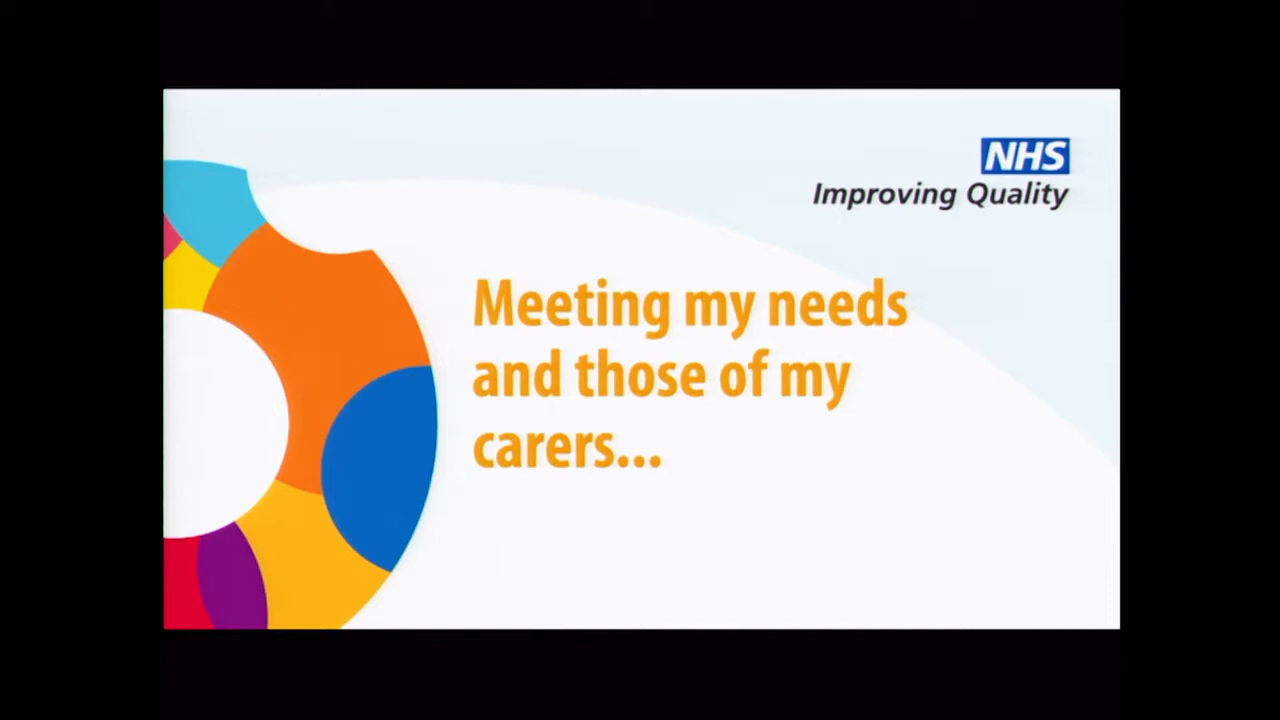 NHS
Improving Quality
Meeting my needs
and those of my
carers...